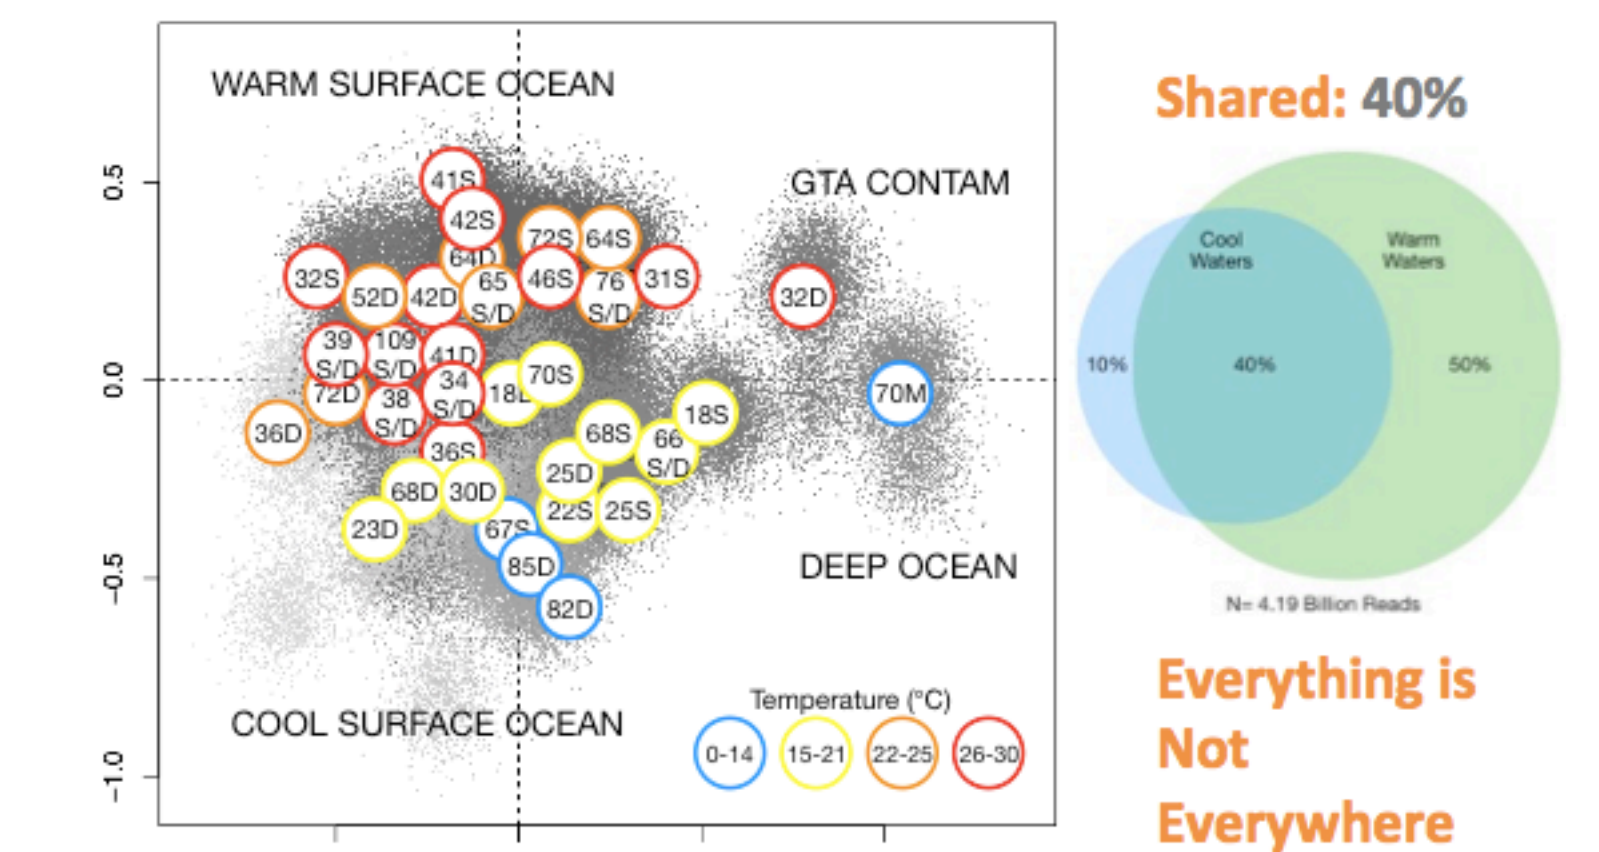 WARM SURFACE OCEAN
GTA CONTAM
DEEP OCEAN
COOL SURFACE OCEAN
0.5
0.0
−0.5
−1.0
41S
42S
64D
72S
64S
32S
52D
42D
65
S/D
46S
76
S/D
31S
32D
39
S/D
109
S/D
41D
72D
38
S/D
34
S/D
18D
70S
70M
36D
36S
68S
66
S/D
18S
68D
30D
25D
22S
25S
23D
67S
85D
82D
Temperature (°C)
0-14
15-21
22-25
26-30
Shared: 40%
Cool
Waters
Warm
Waters
10%
40%
50%
N= 4.19 Billion Reads
Everything is
Not
Everywhere